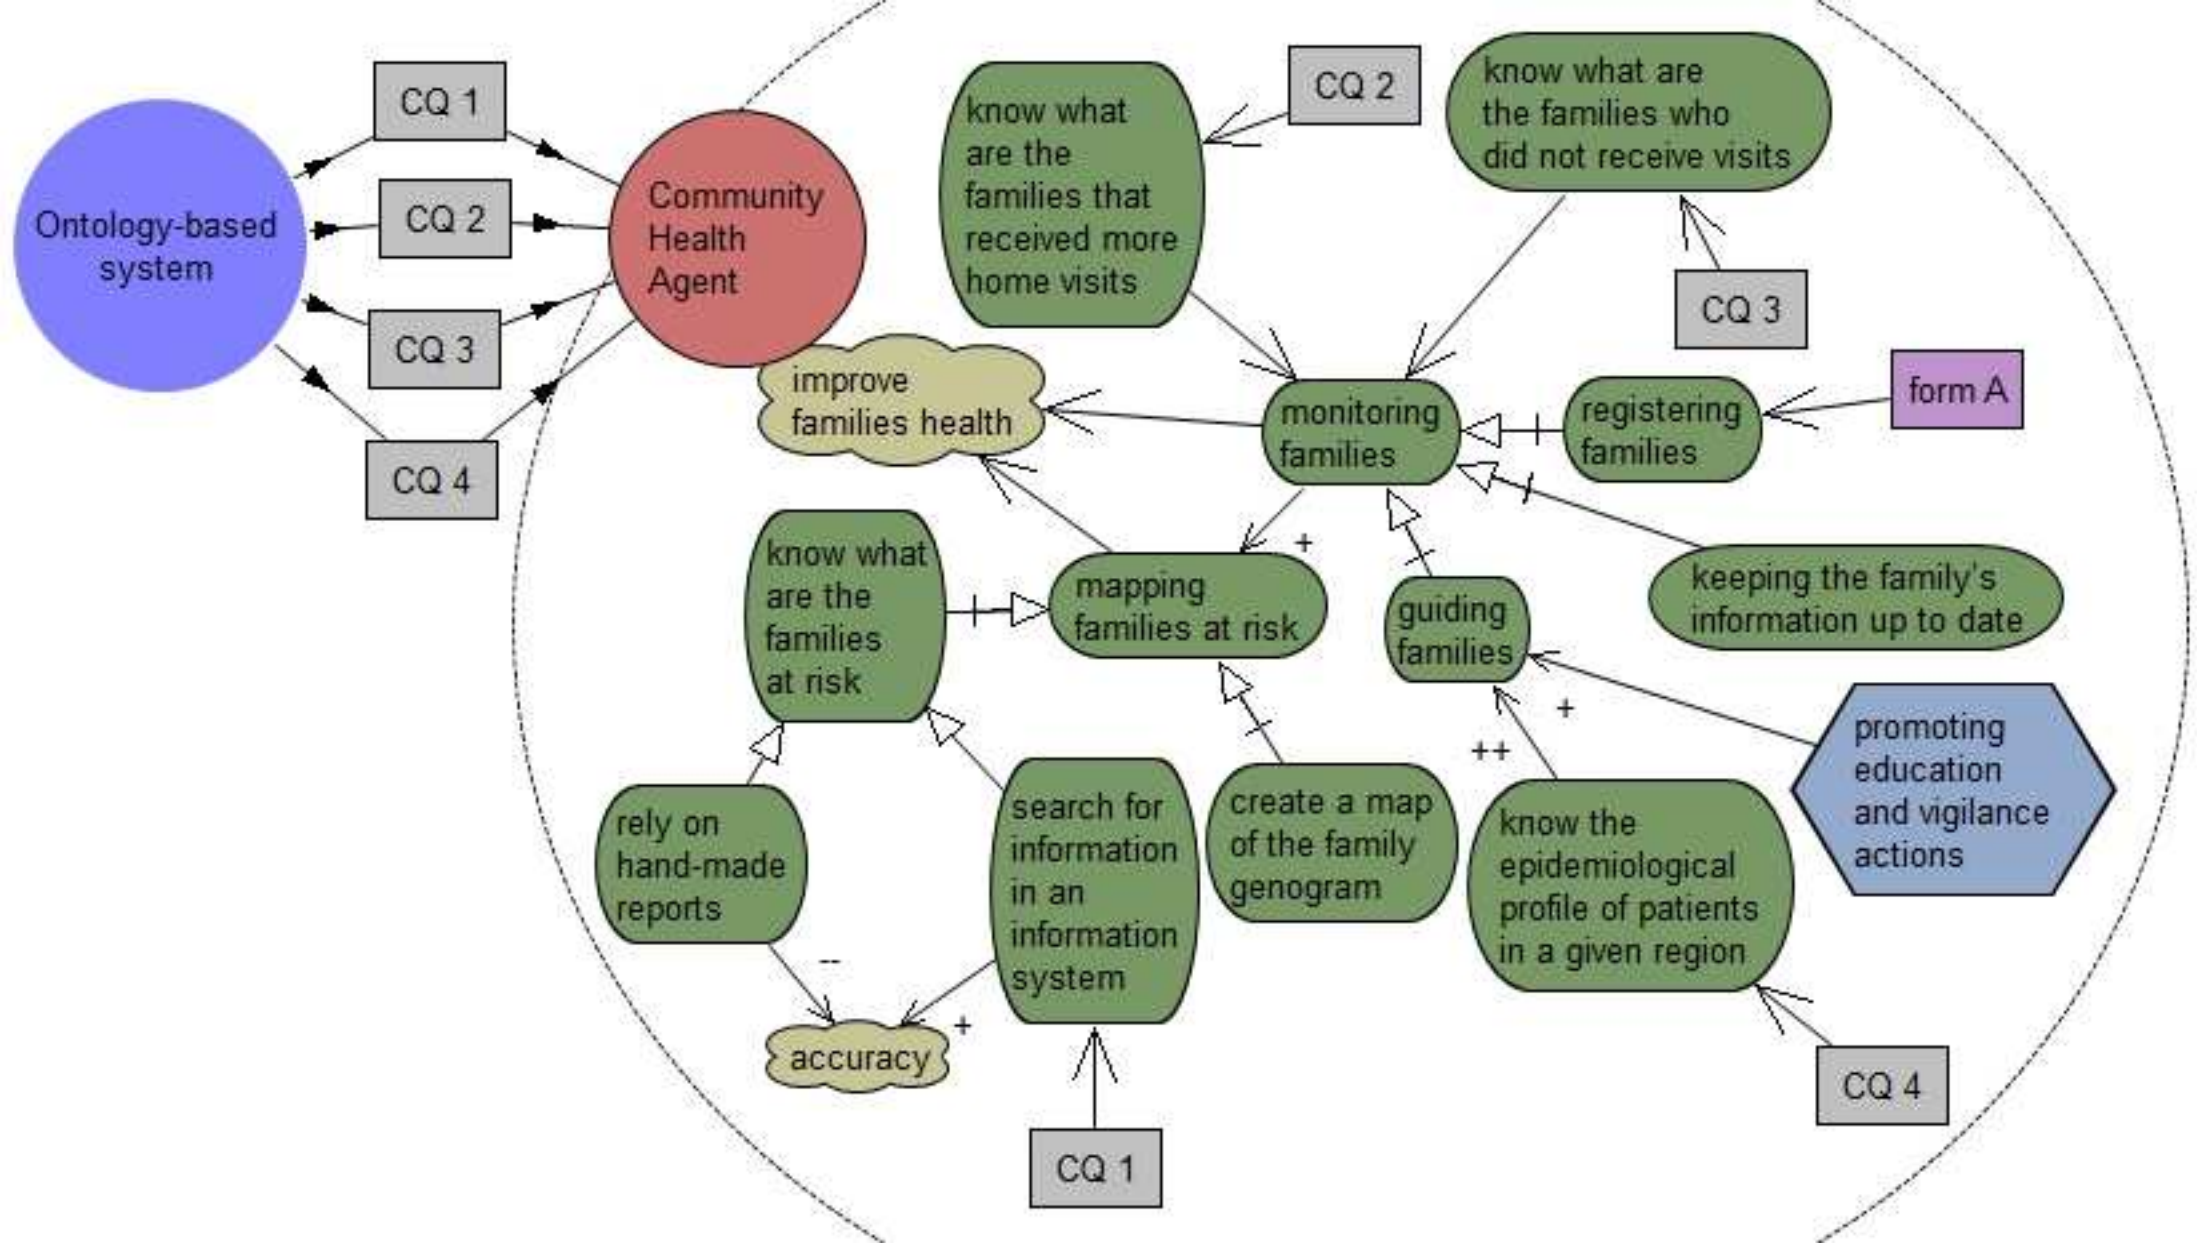 Ontology-based
system
CQ 1
CQ 2
CQ 3
CQ 4
Community
Health
Agent
know what
are the
families that
received more
home visits
CQ 2
know what are
the families who
did not receive visits
CQ 3
improve
families health
monitoring
families
registering
families
form A
know what
are the
families
at risk
mapping
families at risk
+
guiding
families
keeping the family's
information up to date
+
++
promoting
education
and vigilance
actions
rely on
hand-made
reports
search for
information
in an
information
system
create a map
of the family
genogram
know the
epidemiological
profile of patients
in a given region
--
+
accuracy
CQ 1
CQ 4